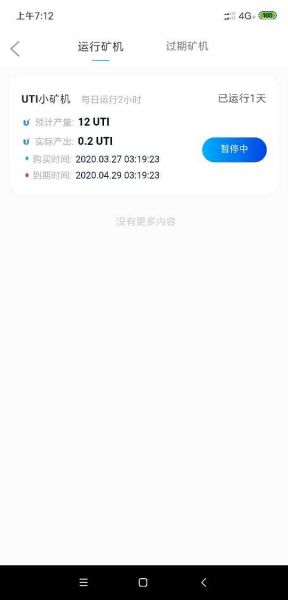 上午7:12
4G
100
运行矿机 过期矿机
UTI小矿机 每日运行2小时 已运行1天
预计产量: 12 UTI
实际产出: 0.2 UTI
暂停中
购买时间: 2020.03.27 03:19:23
到期时间: 2020.04.29 03:19:23
没有更多内容